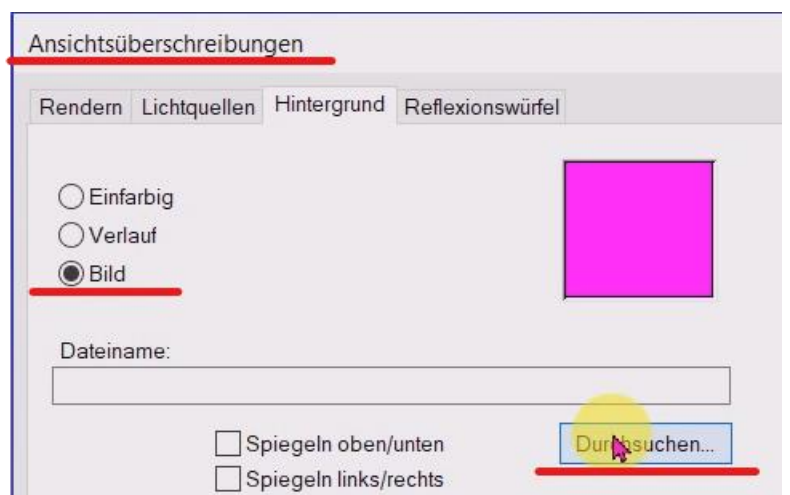 Ansichtsüberschreibungen
Rendern Lichtquellen Hintergrund Reflexionswürfel
Einfarbig
Verlauf
Bild
Dateiname:
Spiegeln oben/unten Durchsuchen...
Spiegeln links/rechts